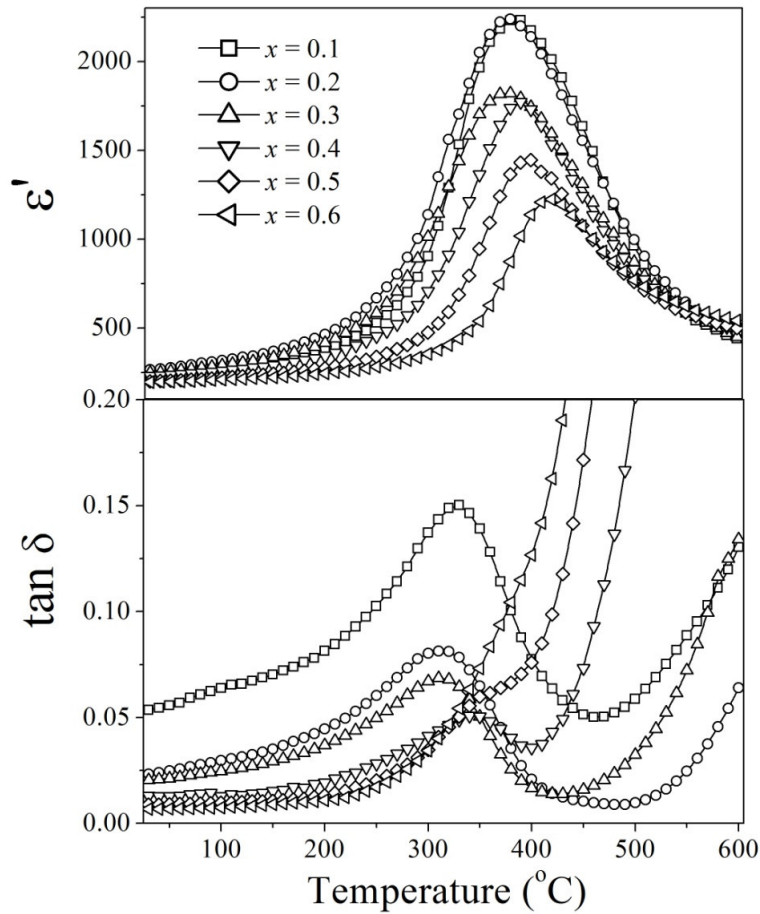 ε'
2000
1500
1000
500
x = 0.1
x = 0.2
x = 0.3
x = 0.4
x = 0.5
x = 0.6
tan δ
0.20
0.15
0.10
0.05
0.00
100 200 300 400 500 600
Temperature (°C)